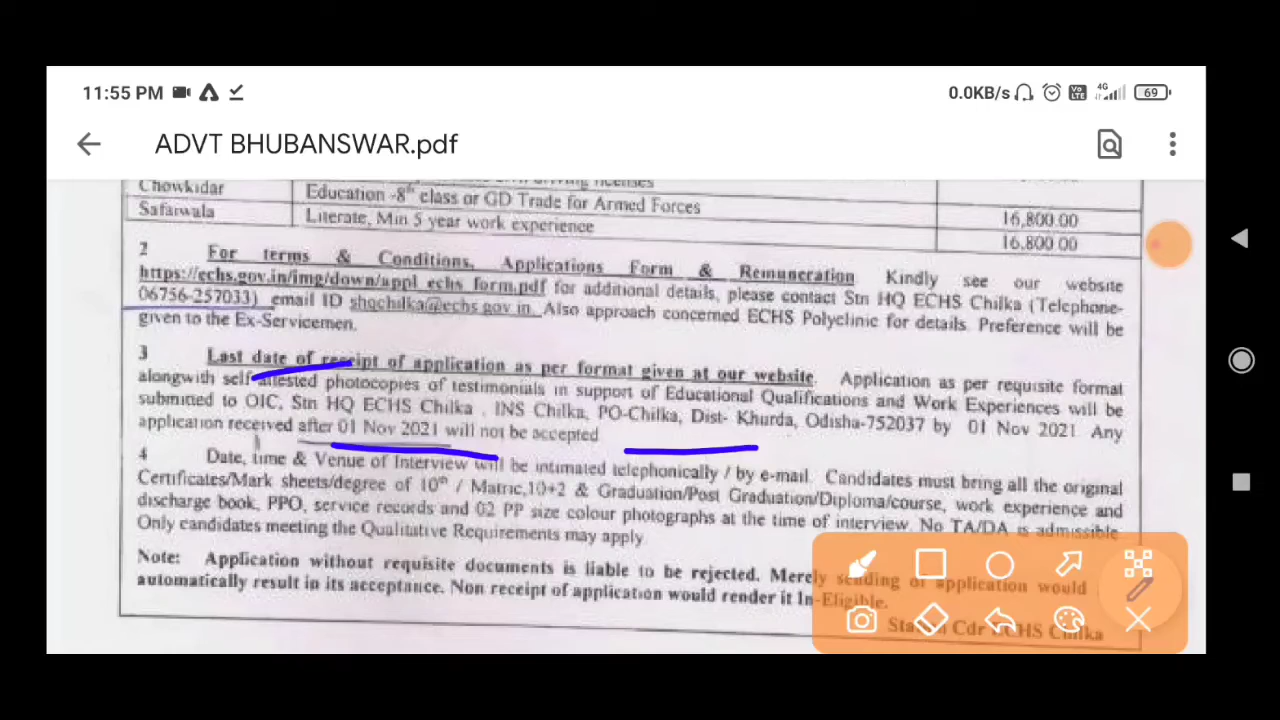 11:55 PM
0.0KB/s 4G Vo LTE 69
ADVT BHUBANSWAR.pdf
Chowkidar
Education -8th class or GD Trade for Armed Forces
16,800.00
Safaiwala
Literate, Min 5 year work experience
16,800 00
2 For terms & Conditions, Applications Form & Remuneration Kindly see our website
https://echs.gov.in/img/down/appl_echs_form.pdf for additional details, please contact Stn HQ ECHS Chilka (Telephone-
06756-257033) email ID shqchilka@echs gov in. Also approach concerned ECHS Polyclinic for details. Preference will be
given to the Ex-Servicemen.
3 Last date of receipt of application as per format given at our website. Application as per requisite format
alongwith self attested photocopies of testimonials in support of Educational Qualifications and Work Experiences will be
submitted to OIC, Stn HQ ECHS Chilka , INS Chilka, PO-Chilka, Dist- Khurda, Odisha-752037 by 01 Nov 2021 Any
application received after 01 Nov 2021 will not be accepted
4 Date, time & Venue of Interview will be intimated telephonically / by e-mail. Candidates must bring all the original
Certificates/Mark sheets/degree of 10th / Matric,10+2 & Graduation/Post Graduation/Diploma/course, work experience and
discharge book, PPO, service records and 02 PP size colour photographs at the time of interview. No TA/DA is admissible
Only candidates meeting the Qualitative Requirements may apply
Note: Application without requisite documents is liable to be rejected. Merely sending of application would
automatically result in its acceptance. Non receipt of application would render it In-Eligible.
Cdr ECHS Chilka